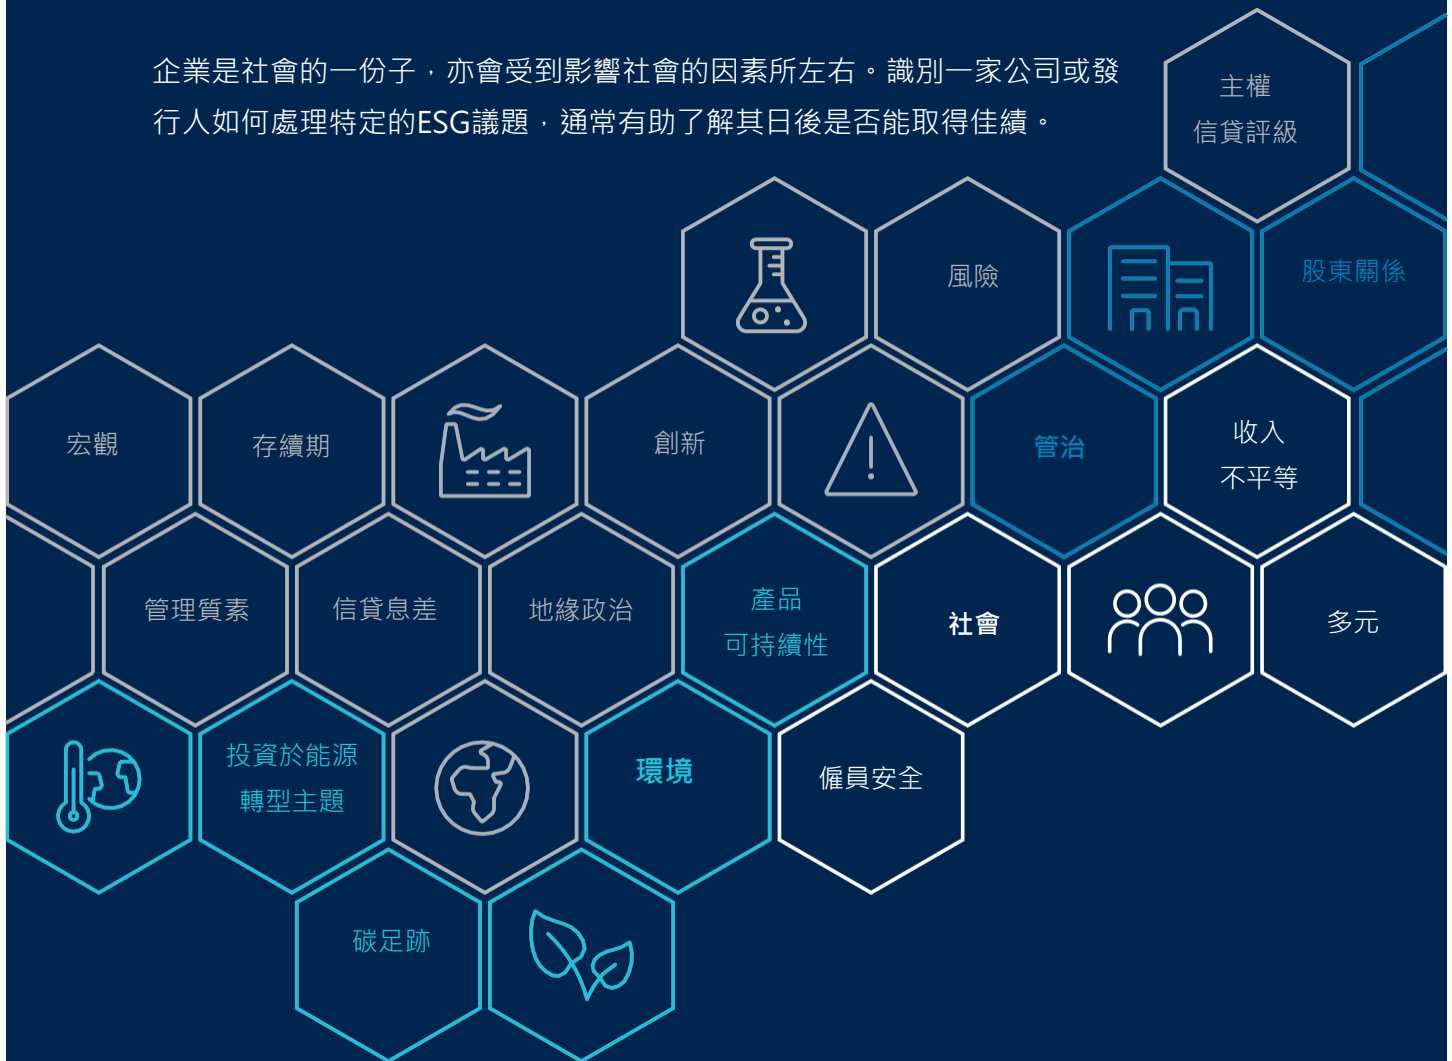 企業是社會的一份子，亦會受到影響社會的因素所左右。識別一家公司或發
行人如何處理特定的ESG議題，通常有助了解其日後是否能取得佳績。
主權
信貸評級
風險
股東關係
宏觀
存續期
創新
管治
收入
不平等
管理質素
信貸息差
地緣政治
產品
可持續性
社會
多元
投資於能源
轉型主題
環境
僱員安全
碳足跡